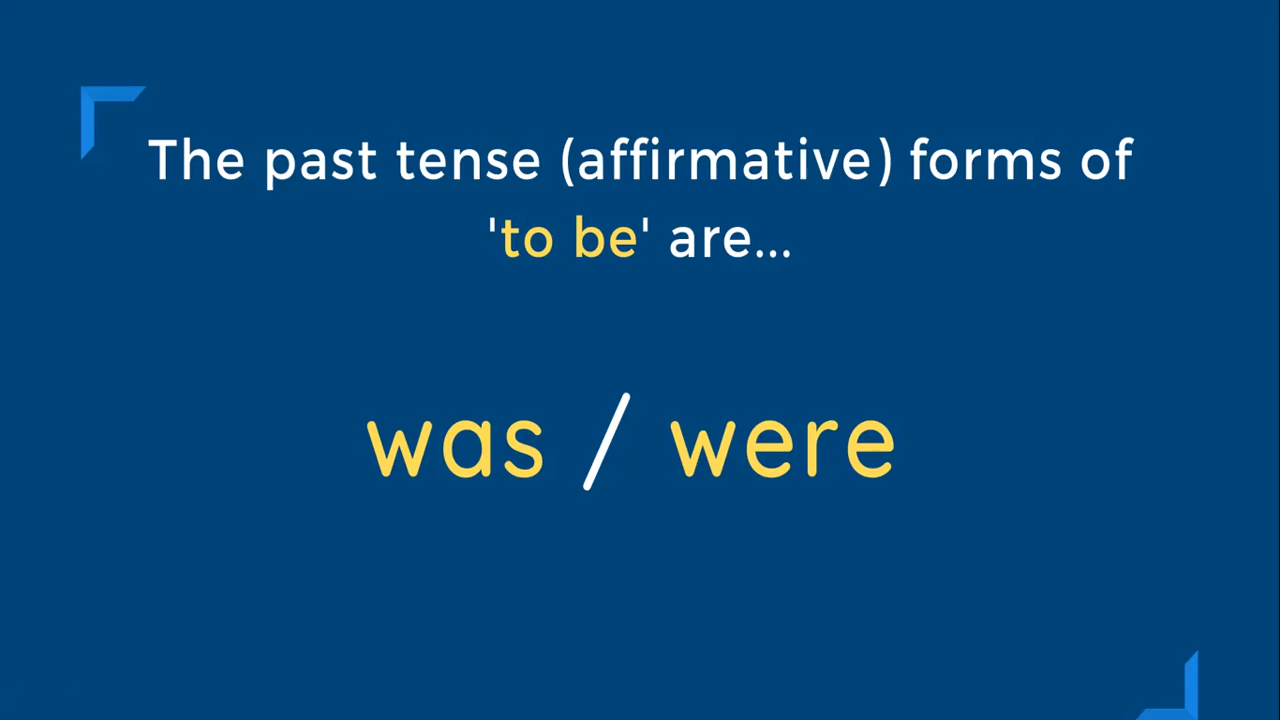 The past tense (affirmative) forms of
'to be' are...
was / were